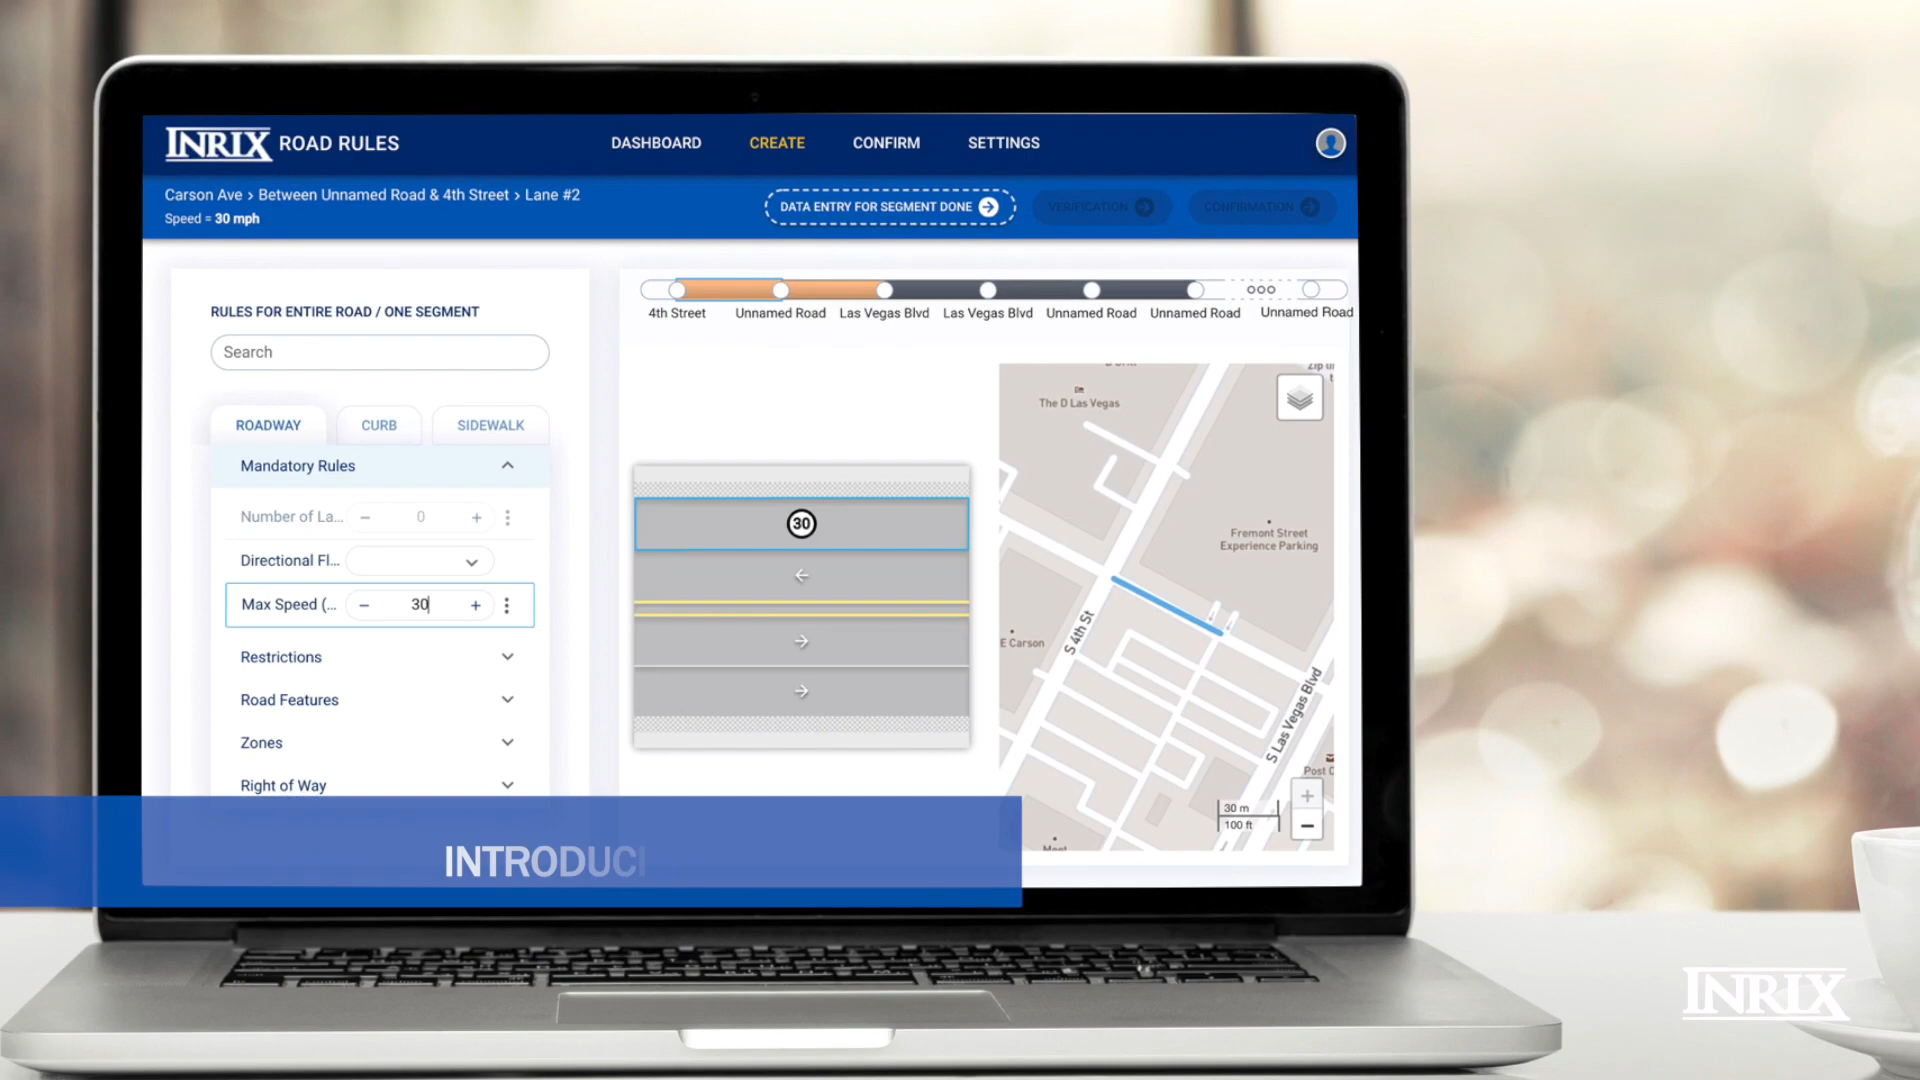 INRIX ROAD RULES
DASHBOARD
CREATE
CONFIRM
SETTINGS
Carson Ave › Between Unnamed Road & 4th Street › Lane #2
Speed = 30 mph
DATA ENTRY FOR SEGMENT DONE
VERIFICATION
CONFIRMATION
RULES FOR ENTIRE ROAD / ONE SEGMENT
Search
ROADWAY
CURB
SIDEWALK
Mandatory Rules
Number of La... − 0 +
Directional Fl...
Max Speed (... − 30 +
Restrictions
Road Features
Zones
Right of Way
4th Street
Unnamed Road
Las Vegas Blvd
Las Vegas Blvd
Unnamed Road
Unnamed Road
Unnamed Road
30
The D Las Vegas
Fremont Street
Experience Parking
E Carson
S 4th St
S Las Vegas Blvd
Post
30 m
100 ft
+
−
INTRODUCI
INRIX